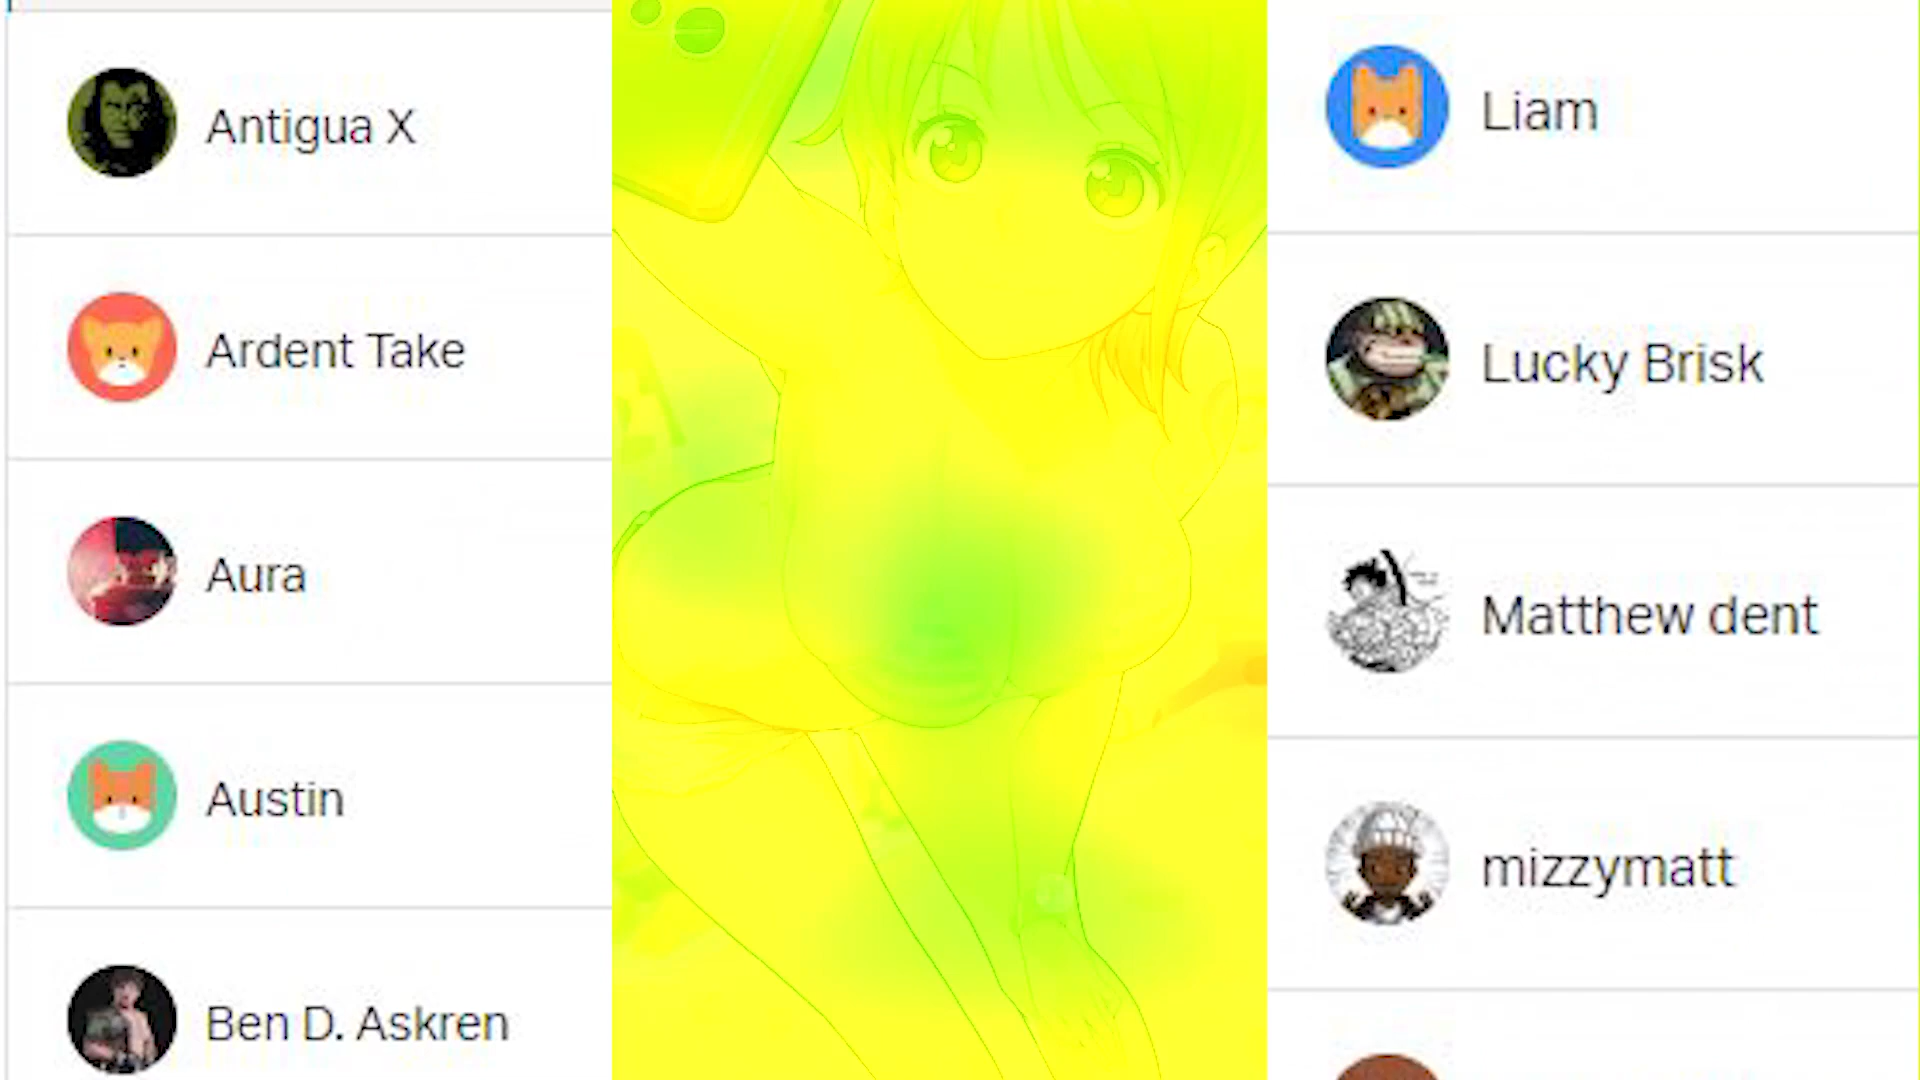 Antigua X
Ardent Take
Aura
Austin
Ben D. Askren
Liam
Lucky Brisk
Matthew dent
mizzymatt